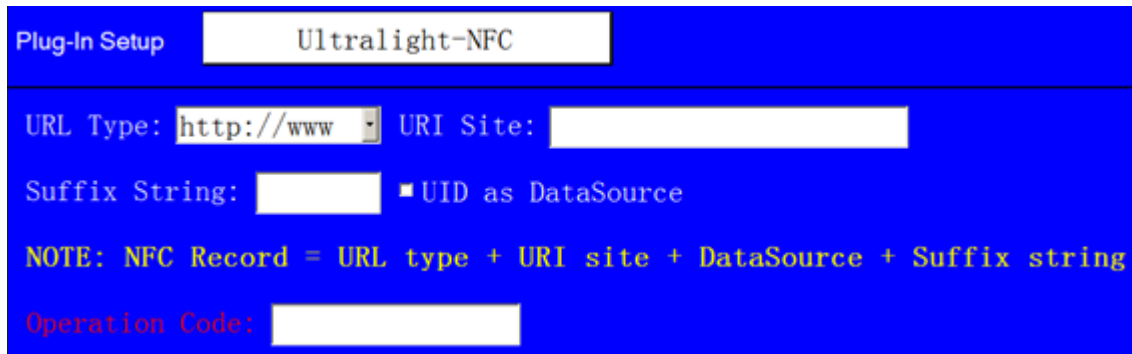 Plug-In Setup Ultralight-NFC
URL Type: http://www URI Site:
Suffix String: UID as DataSource
NOTE: NFC Record = URL type + URI site + DataSource + Suffix string
Operation Code: